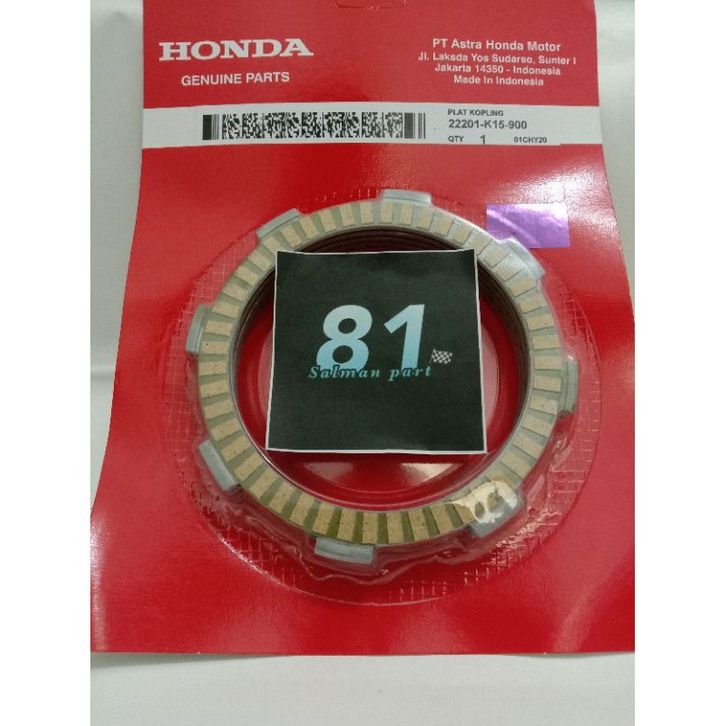 HONDA
GENUINE PARTS
PT Astra Honda Motor
Jl. Laksda Yos Sudarso, Sunter I
Jakarta 14350 - Indonesia
Made In Indonesia
PLAT KOPLING
22201-K15-900
QTY 1 01CHY20
81
Salman part